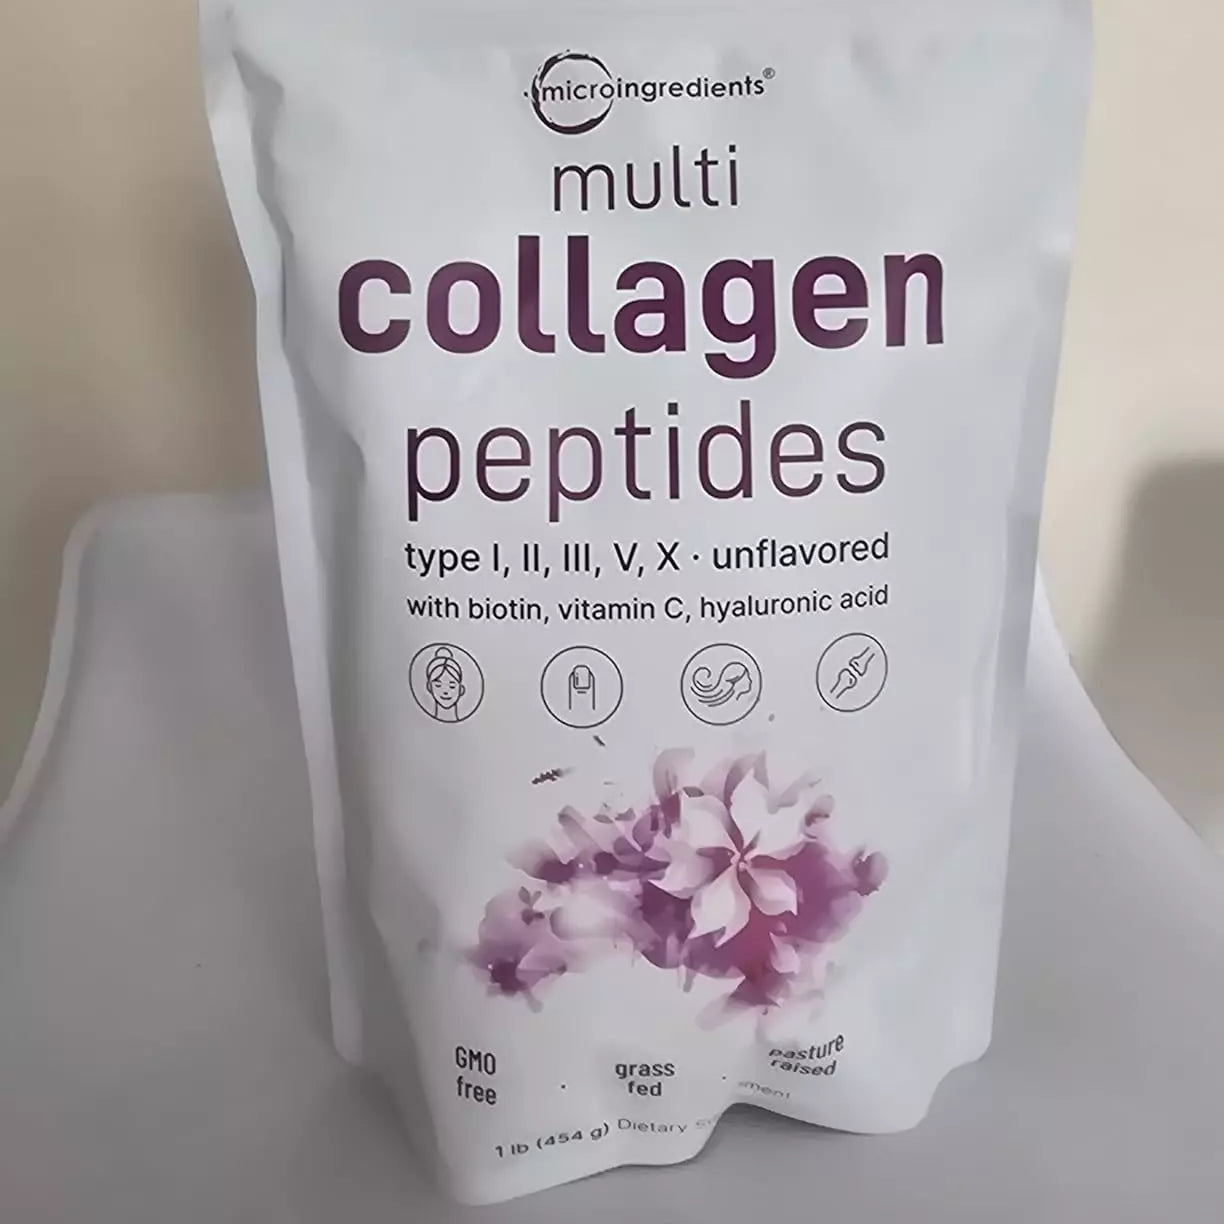 microingredients®
multi
collagen
peptides
type I, II, III, V, X · unflavored
with biotin, vitamin C, hyaluronic acid
GMO
free
·
grass
fed
·
pasture
raised
1 lb (454 g) Dietary